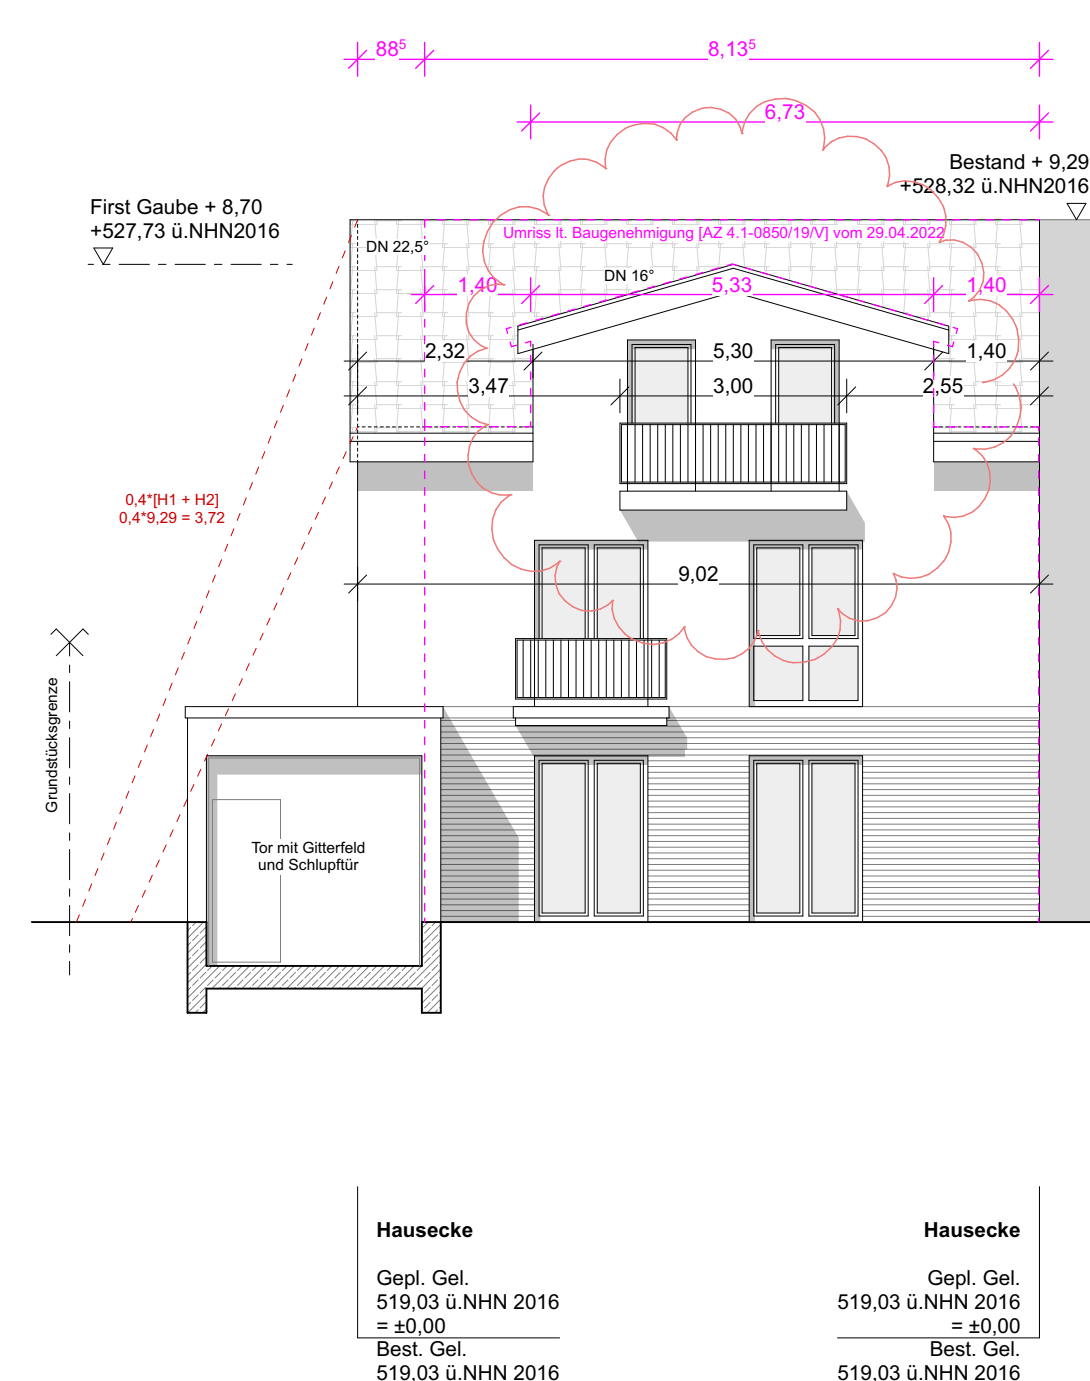 88⁵
8,13⁵
6,73
Bestand + 9,29
+528,32 ü.NHN2016
First Gaube + 8,70
+527,73 ü.NHN2016
Umriss lt. Baugenehmigung [AZ 4.1-0850/19/V] vom 29.04.2022
DN 22,5°
DN 16°
1,40
5,33
1,40
2,32
5,30
1,40
3,47
3,00
2,55
0,4*[H1 + H2]
0,4*9,29 = 3,72
9,02
Grundstücksgrenze
Tor mit Gitterfeld
und Schlupftür
Hausecke
Gepl. Gel.
519,03 ü.NHN 2016
= ±0,00
Best. Gel.
519,03 ü.NHN 2016
Hausecke
Gepl. Gel.
519,03 ü.NHN 2016
= ±0,00
Best. Gel.
519,03 ü.NHN 2016